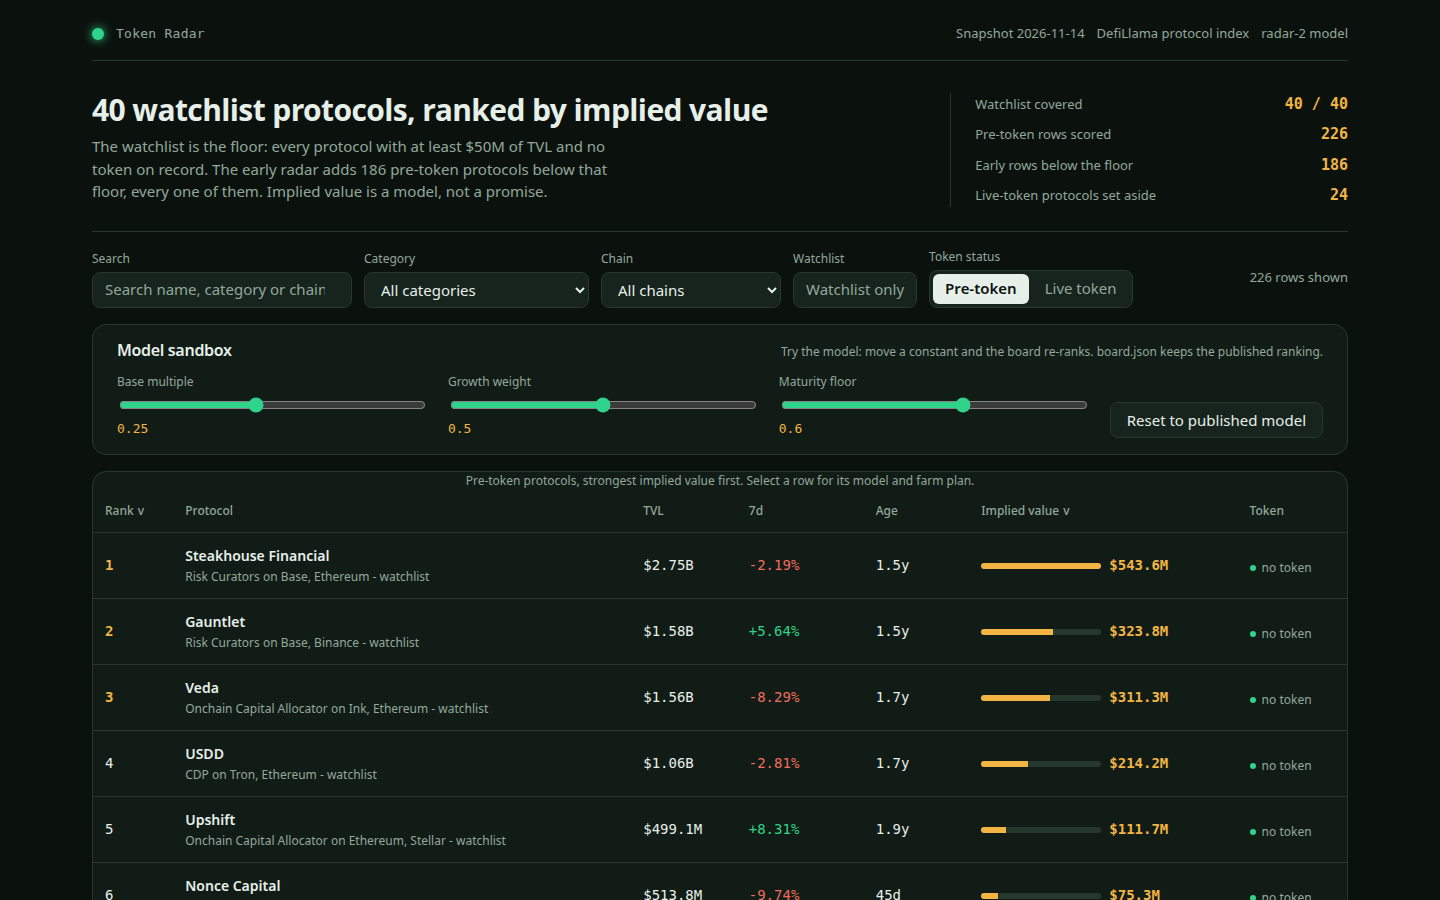 Token Radar
Snapshot 2026-11-14 DefiLlama protocol index radar-2 model
40 watchlist protocols, ranked by implied value
The watchlist is the floor: every protocol with at least $50M of TVL and no
token on record. The early radar adds 186 pre-token protocols below that
floor, every one of them. Implied value is a model, not a promise.
Watchlist covered 40 / 40
Pre-token rows scored 226
Early rows below the floor 186
Live-token protocols set aside 24
Search Category Chain Watchlist Token status
Search name, category or chain All categories All chains Watchlist only Pre-token Live token 226 rows shown
Model sandbox Try the model: move a constant and the board re-ranks. board.json keeps the published ranking.
Base multiple Growth weight Maturity floor
0.25 0.5 0.6 Reset to published model
Pre-token protocols, strongest implied value first. Select a row for its model and farm plan.
Rank v Protocol TVL 7d Age Implied value v Token
1 Steakhouse Financial $2.75B -2.19% 1.5y $543.6M no token
Risk Curators on Base, Ethereum - watchlist
2 Gauntlet $1.58B +5.64% 1.5y $323.8M no token
Risk Curators on Base, Binance - watchlist
3 Veda $1.56B -8.29% 1.7y $311.3M no token
Onchain Capital Allocator on Ink, Ethereum - watchlist
4 USDD $1.06B -2.81% 1.7y $214.2M no token
CDP on Tron, Ethereum - watchlist
5 Upshift $499.1M +8.31% 1.9y $111.7M no token
Onchain Capital Allocator on Ethereum, Stellar - watchlist
6 Nonce Capital $513.8M -9.74% 45d $75.3M no token